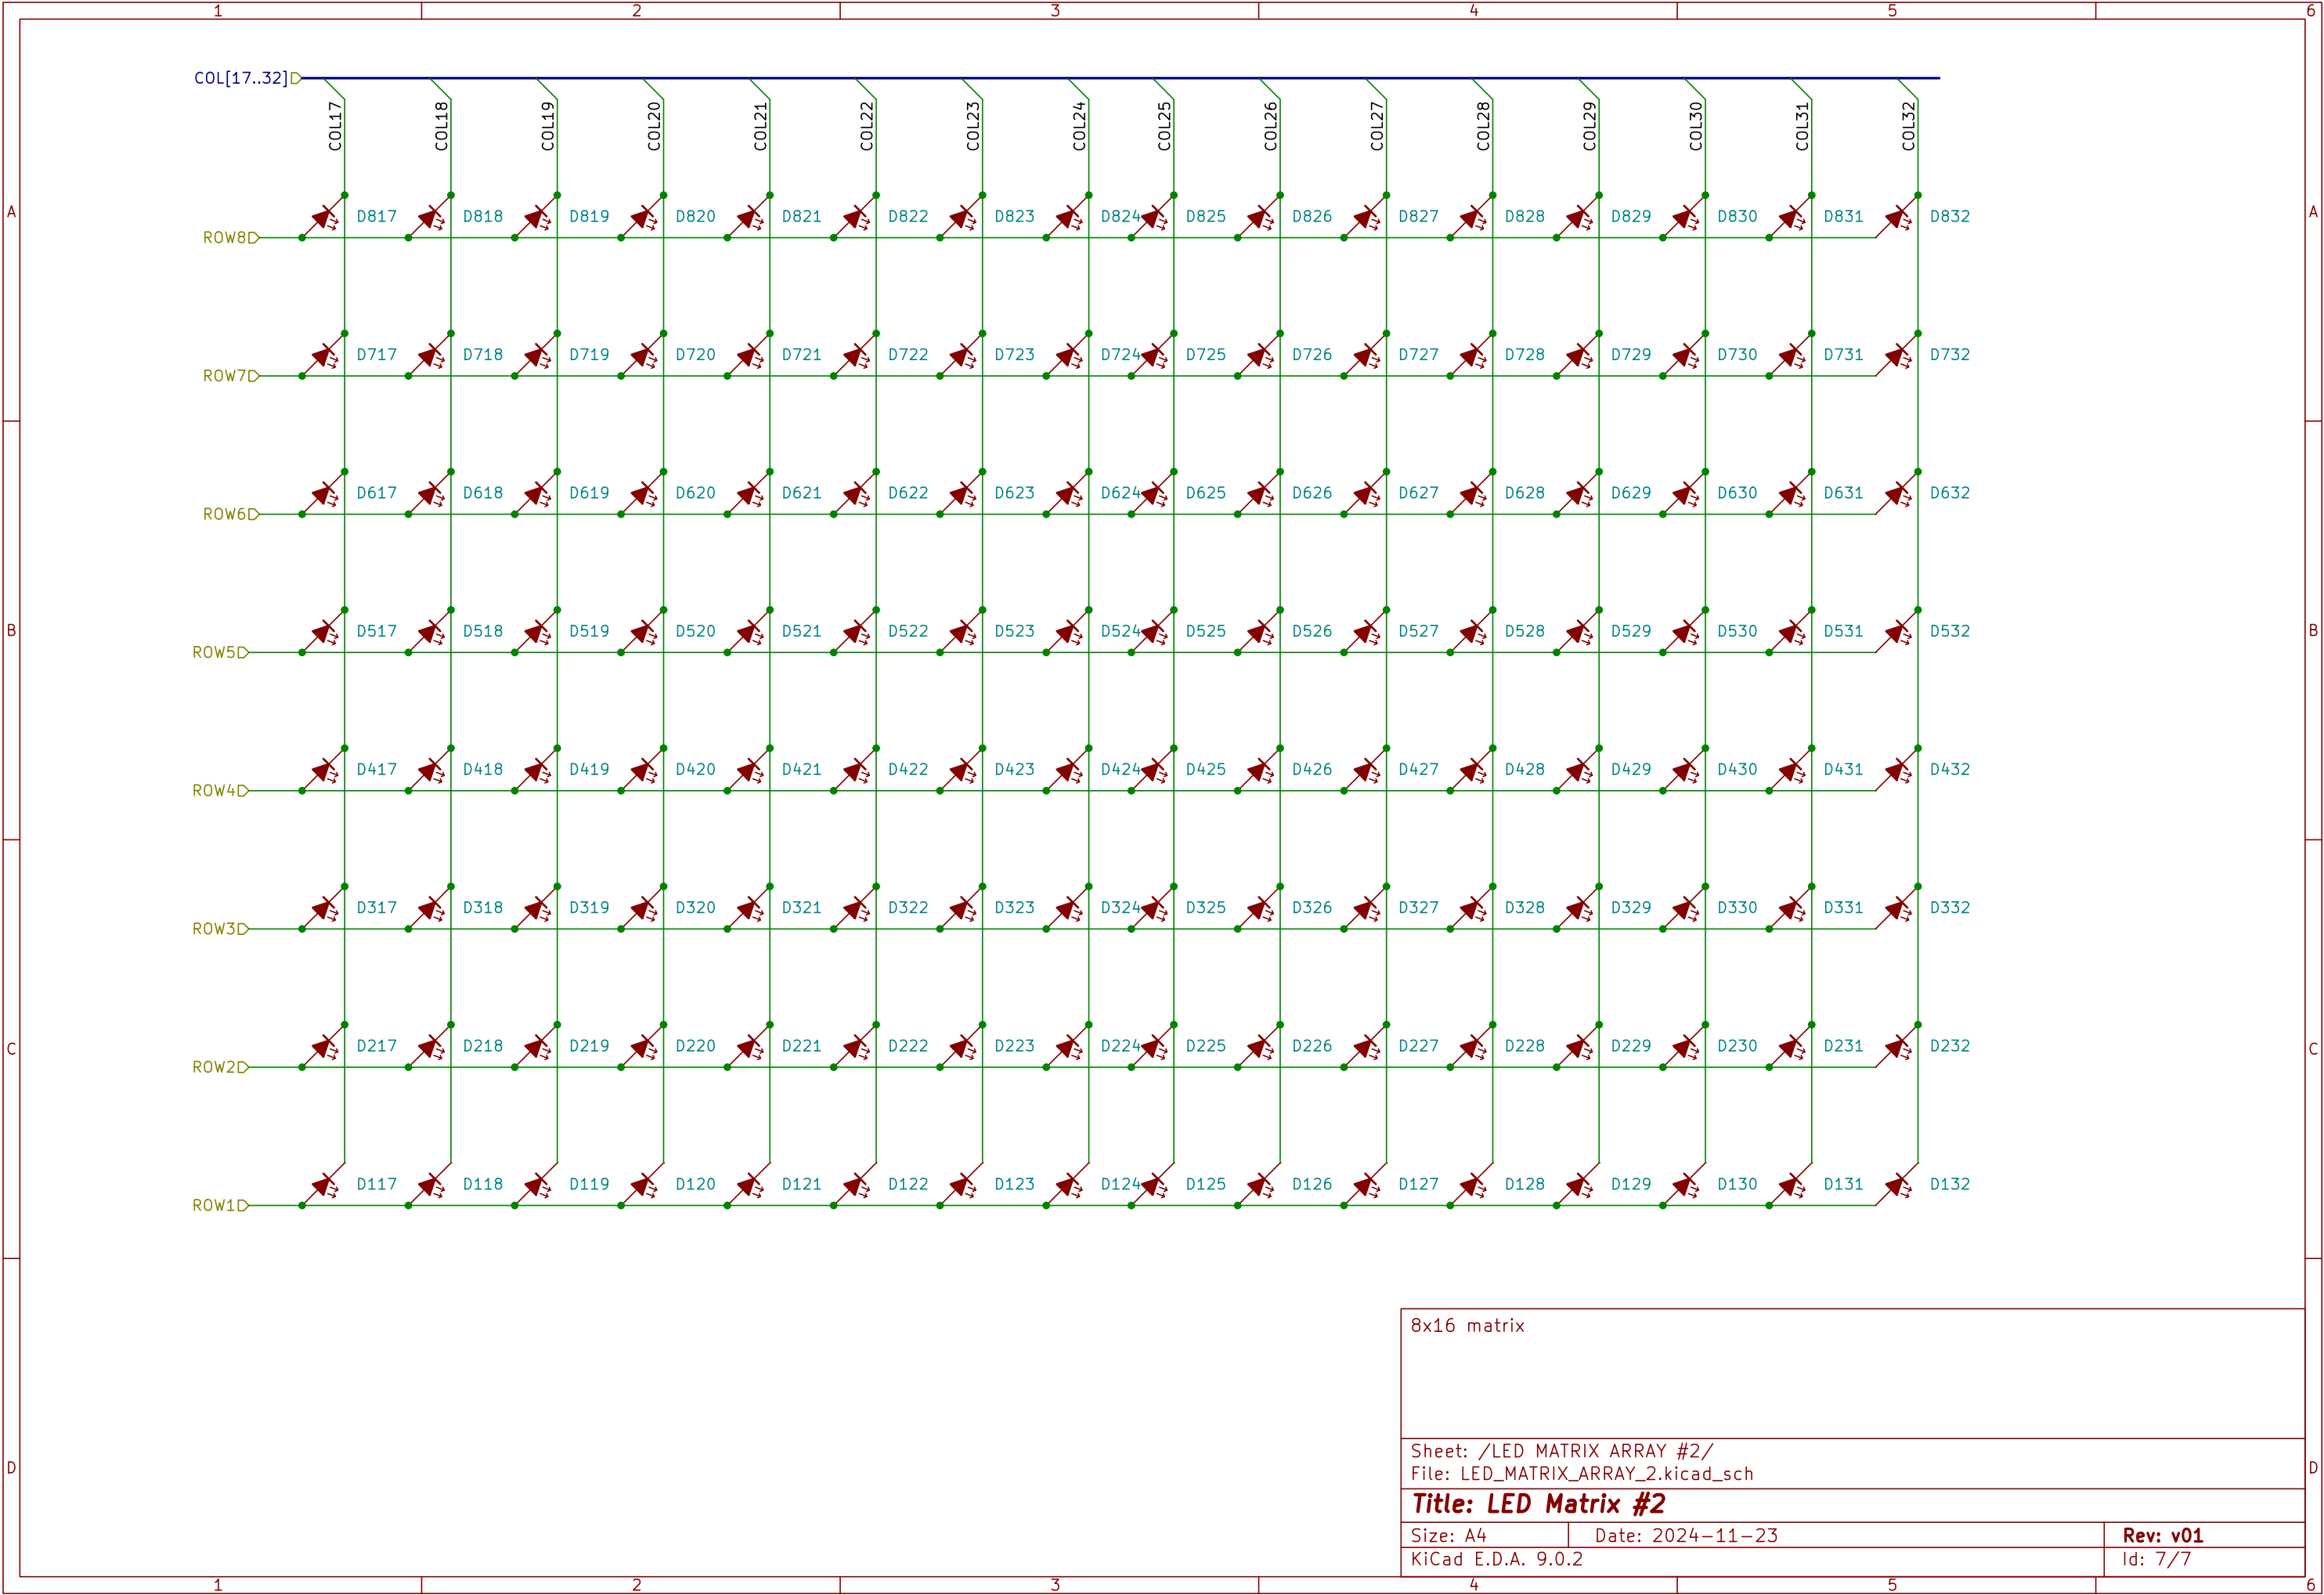 1 2 3 4 5 6
COL[17..32]
COL17 COL18 COL19 COL20 COL21 COL22 COL23 COL24 COL25 COL26 COL27 COL28 COL29 COL30 COL31 COL32
A D817 D818 D819 D820 D821 D822 D823 D824 D825 D826 D827 D828 D829 D830 D831 D832 A
ROW8
D717 D718 D719 D720 D721 D722 D723 D724 D725 D726 D727 D728 D729 D730 D731 D732
ROW7
D617 D618 D619 D620 D621 D622 D623 D624 D625 D626 D627 D628 D629 D630 D631 D632
ROW6
B D517 D518 D519 D520 D521 D522 D523 D524 D525 D526 D527 D528 D529 D530 D531 D532 B
ROW5
D417 D418 D419 D420 D421 D422 D423 D424 D425 D426 D427 D428 D429 D430 D431 D432
ROW4
D317 D318 D319 D320 D321 D322 D323 D324 D325 D326 D327 D328 D329 D330 D331 D332
ROW3
C D217 D218 D219 D220 D221 D222 D223 D224 D225 D226 D227 D228 D229 D230 D231 D232 C
ROW2
D117 D118 D119 D120 D121 D122 D123 D124 D125 D126 D127 D128 D129 D130 D131 D132
ROW1
8x16 matrix
Sheet: /LED MATRIX ARRAY #2/
D File: LED_MATRIX_ARRAY_2.kicad_sch D
Title: LED Matrix #2
Size: A4 Date: 2024-11-23 Rev: v01
KiCad E.D.A. 9.0.2 Id: 7/7
1 2 3 4 5 6